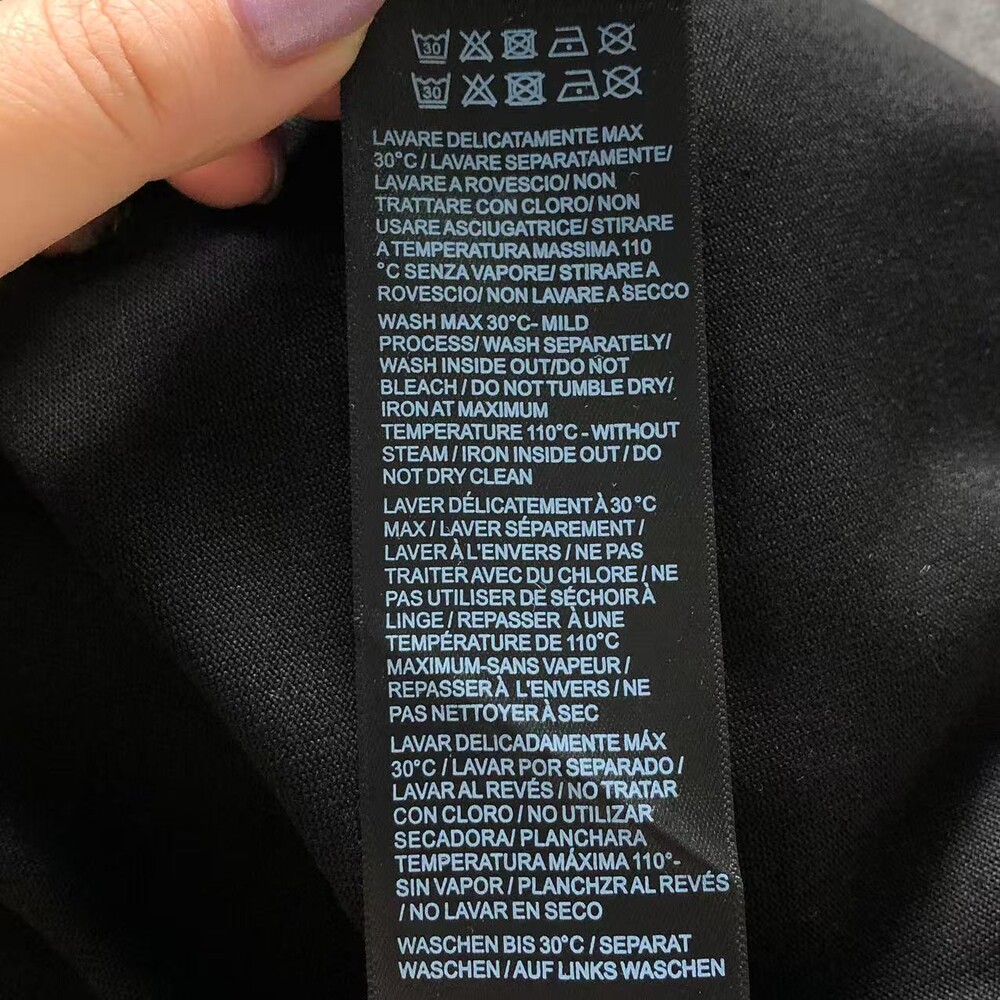 30
30
LAVARE DELICATAMENTE MAX
30°C / LAVARE SEPARATAMENTE/
LAVARE A ROVESCIO/ NON
TRATTARE CON CLORO/ NON
USARE ASCIUGATRICE/ STIRARE
A TEMPERATURA MASSIMA 110
°C SENZA VAPORE/ STIRARE A
ROVESCIO/ NON LAVARE A SECCO
WASH MAX 30°C- MILD
PROCESS/ WASH SEPARATELY/
WASH INSIDE OUT/DO NOT
BLEACH / DO NOT TUMBLE DRY/
IRON AT MAXIMUM
TEMPERATURE 110°C - WITHOUT
STEAM / IRON INSIDE OUT / DO
NOT DRY CLEAN
LAVER DÉLICATEMENT À 30°C
MAX / LAVER SÉPAREMENT /
LAVER À L'ENVERS / NE PAS
TRAITER AVEC DU CHLORE / NE
PAS UTILISER DE SÉCHOIR À
LINGE / REPASSER À UNE
TEMPÉRATURE DE 110°C
MAXIMUM-SANS VAPEUR /
REPASSER À L'ENVERS / NE
PAS NETTOYER À SEC
LAVAR DELICADAMENTE MÁX
30°C / LAVAR POR SEPARADO /
LAVAR AL REVÉS / NO TRATAR
CON CLORO / NO UTILIZAR
SECADORA/ PLANCHARA
TEMPERATURA MÁXIMA 110°-
SIN VAPOR / PLANCHZR AL REVÉS
/ NO LAVAR EN SECO
WASCHEN BIS 30°C / SEPARAT
WASCHEN / AUF LINKS WASCHEN